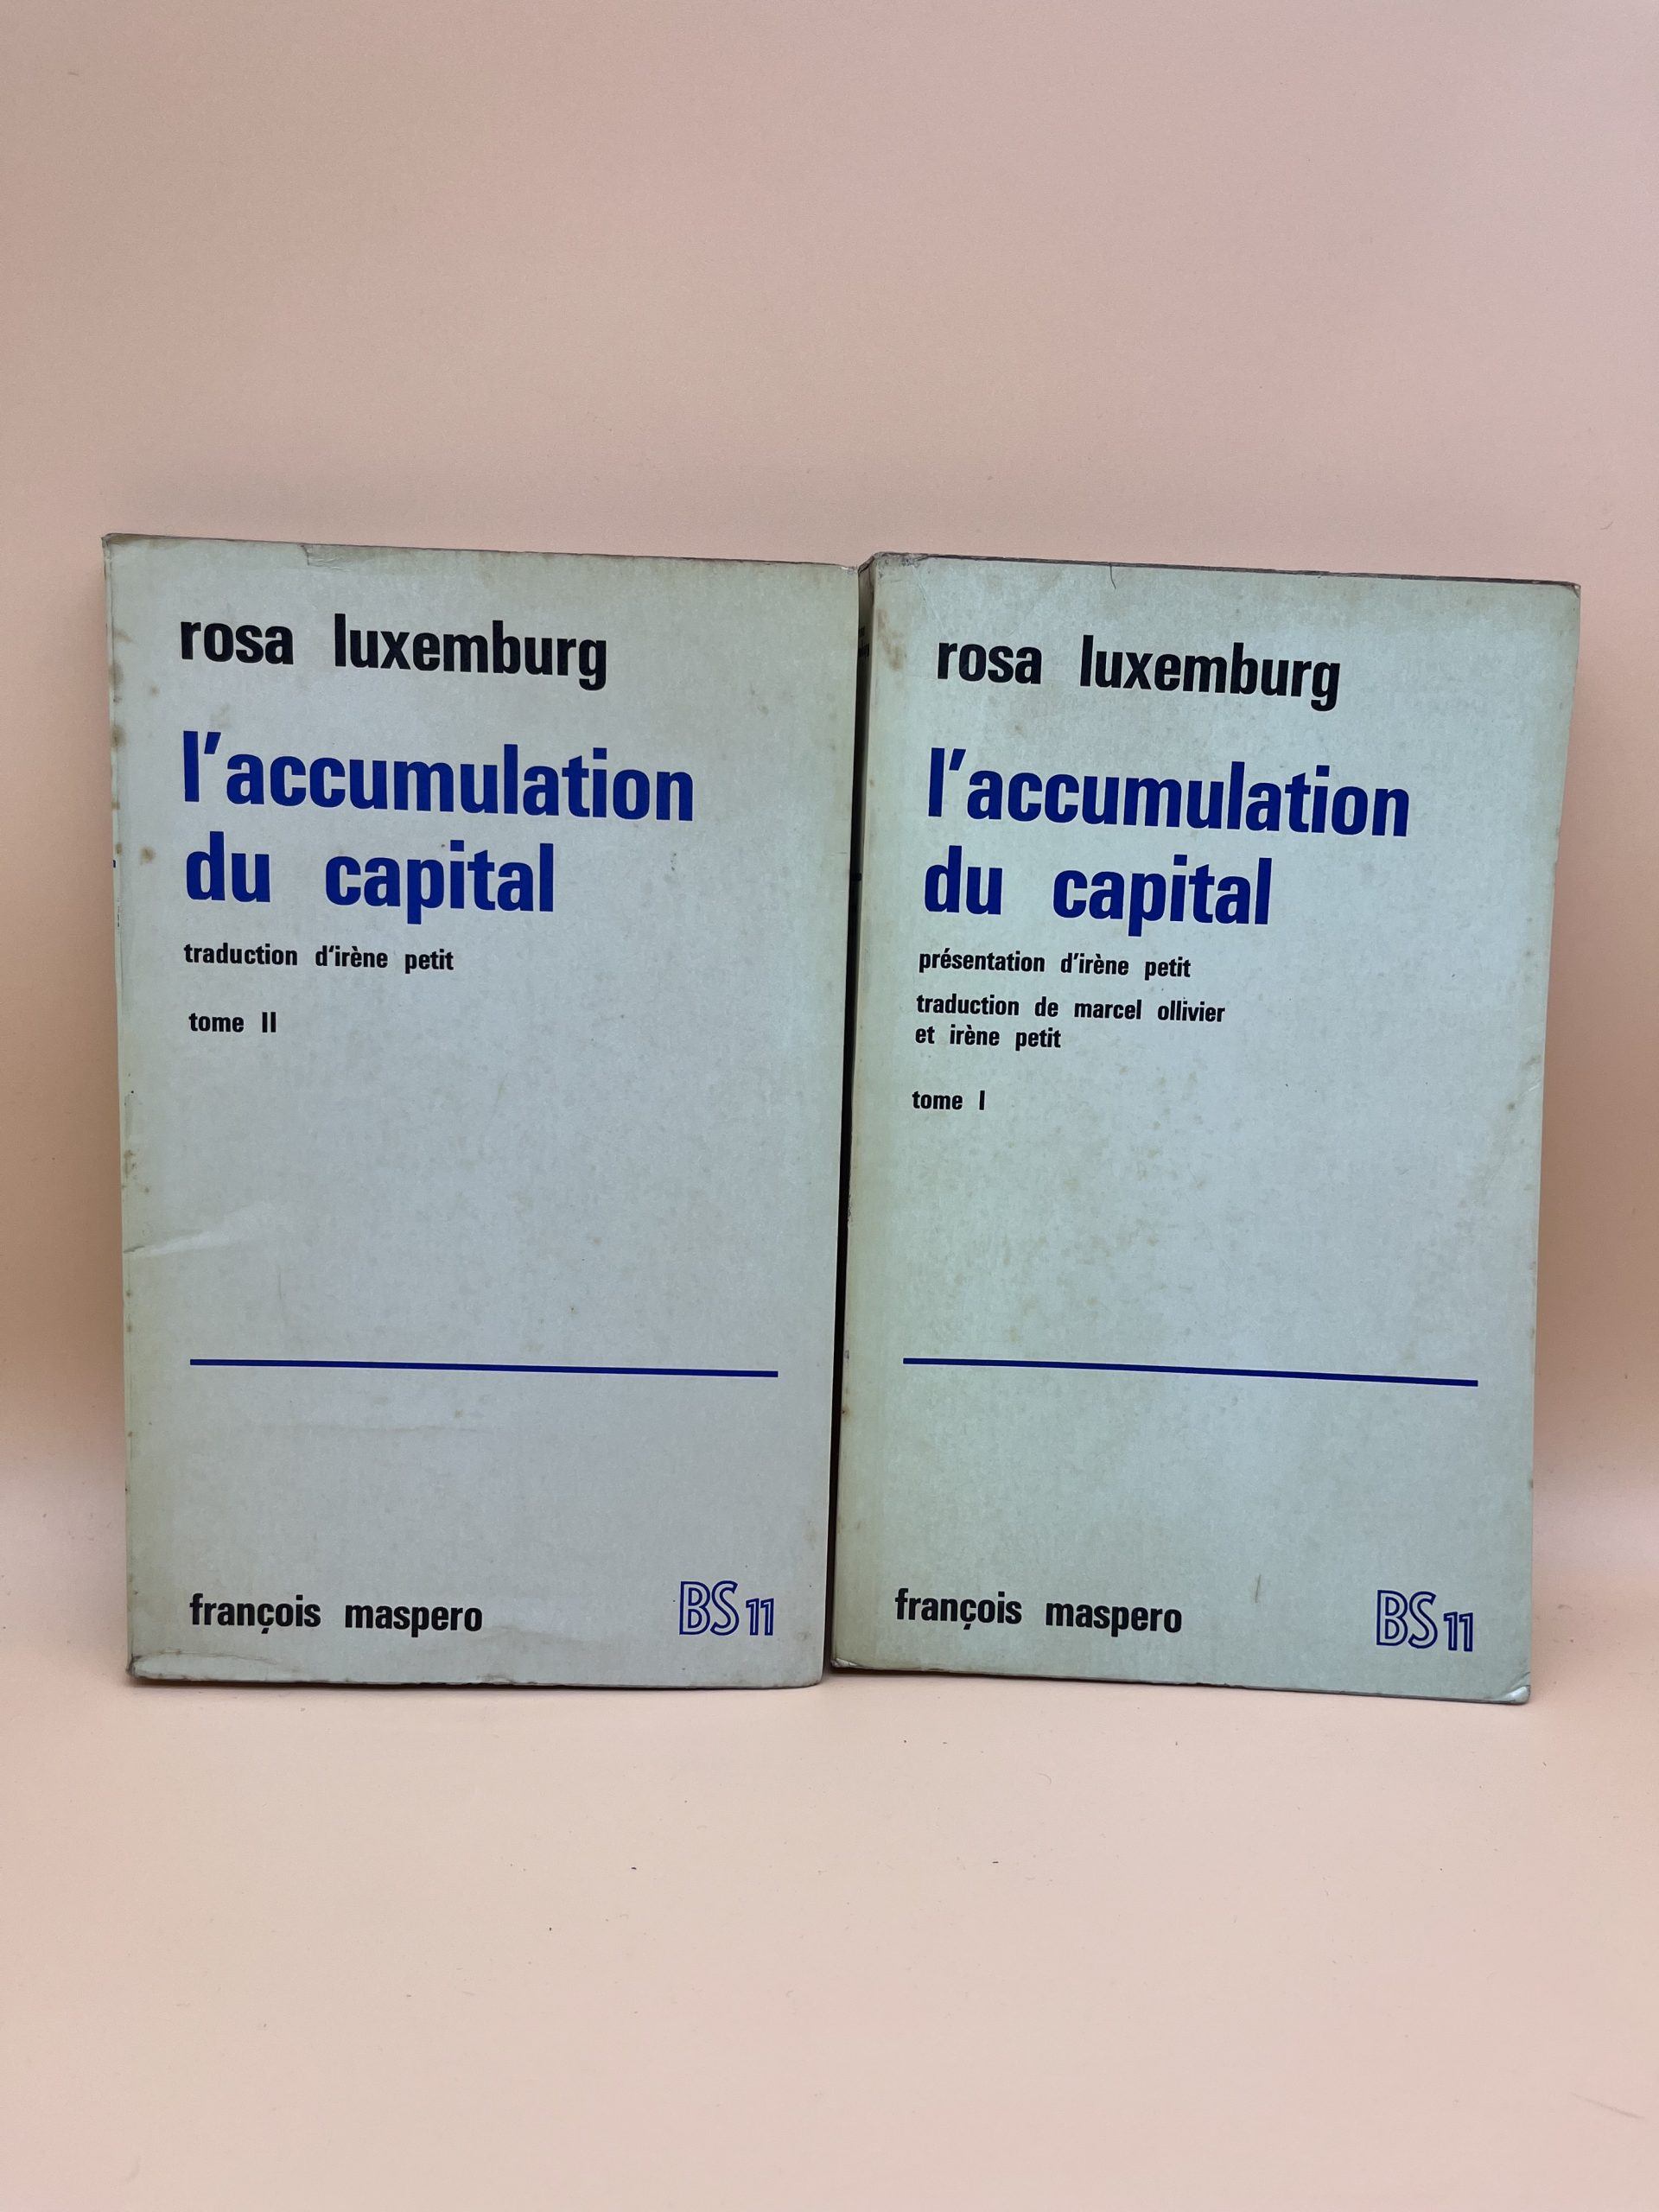 rosa luxemburg
l'accumulation
du capital
traduction d'irène petit
tome II
françois maspero
BS 11
rosa luxemburg
l'accumulation
du capital
présentation d'irène petit
traduction de marcel ollivier
et irène petit
tome I
françois maspero
BS 11